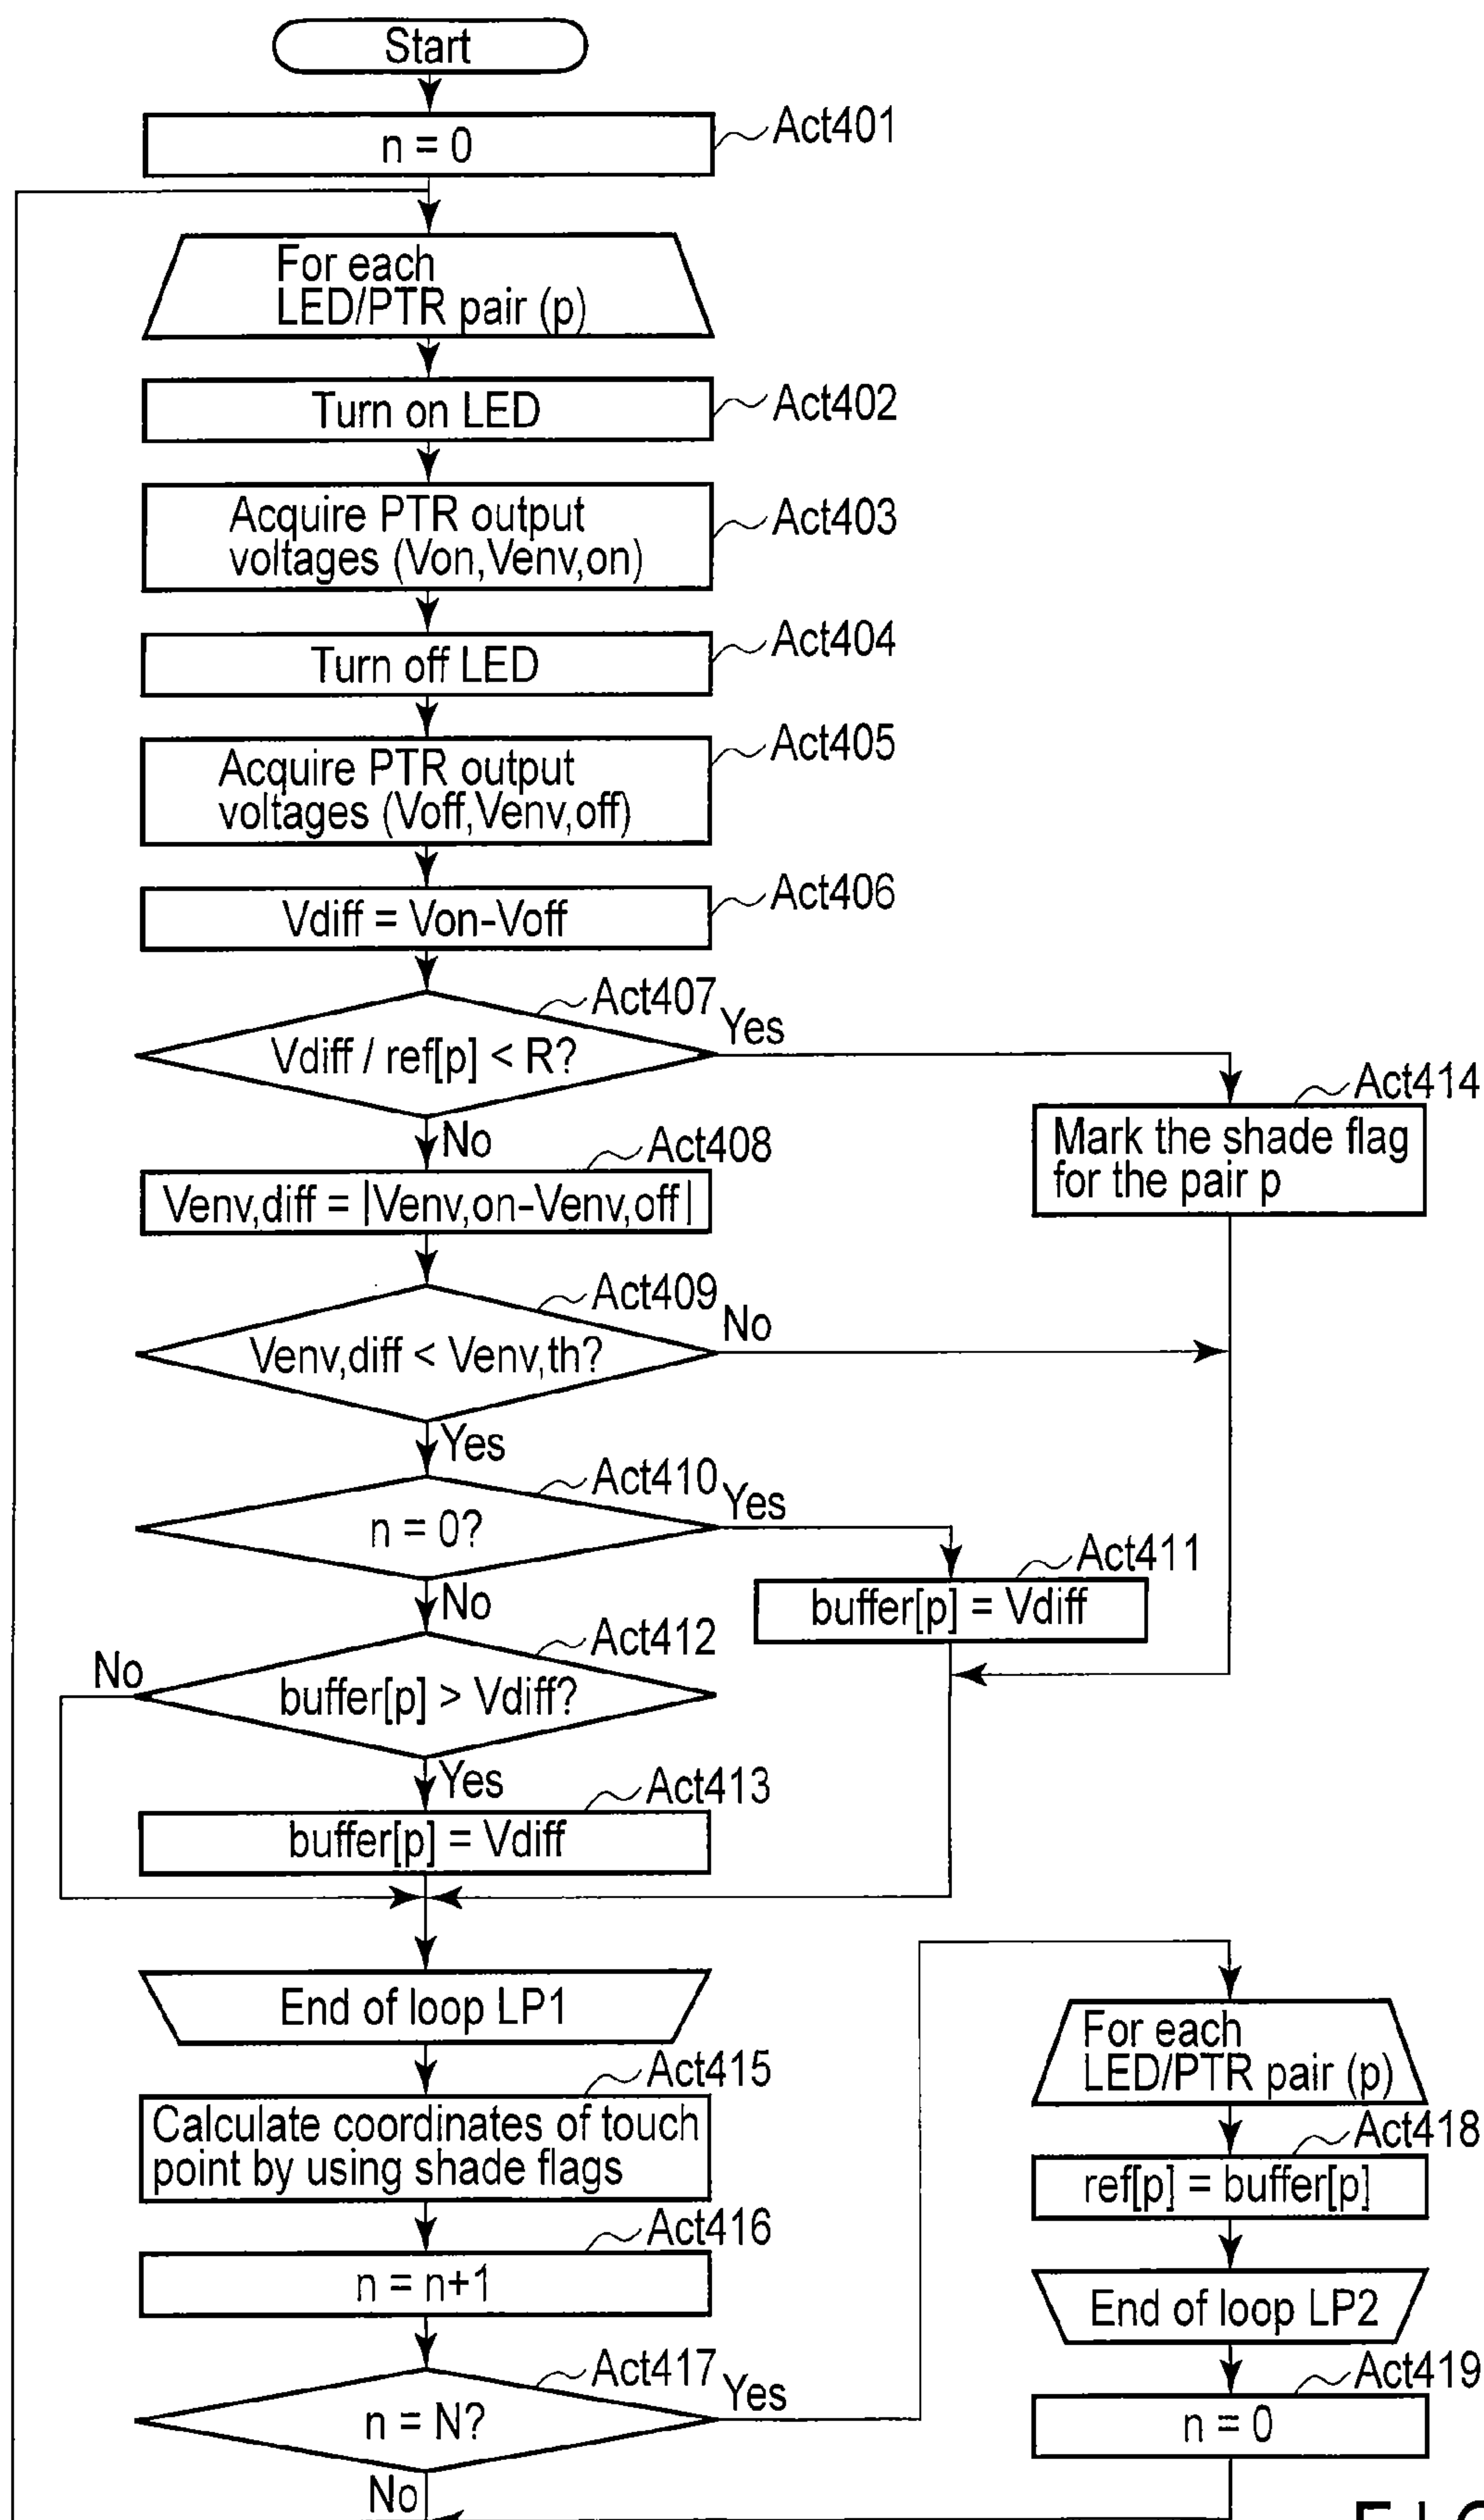 Start
n = 0
Act401
For each
LED/PTR pair (p)
Turn on LED
Act402
Acquire PTR output
voltages (Von,Venv,on)
Act403
Turn off LED
Act404
Acquire PTR output
voltages (Voff,Venv,off)
Act405
Vdiff = Von-Voff
Act406
Act407
Vdiff / ref[p] < R?
Yes
No
Act414
Mark the shade flag
for the pair p
Act408
Venv,diff = |Venv,on-Venv,off|
Act409
Venv,diff < Venv,th?
No
Yes
Act410
n = 0?
Yes
No
Act411
buffer[p] = Vdiff
Act412
buffer[p] > Vdiff?
No
Yes
Act413
buffer[p] = Vdiff
End of loop LP1
Act415
Calculate coordinates of touch
point by using shade flags
Act416
n = n+1
Act417
n = N?
Yes
No
For each
LED/PTR pair (p)
Act418
ref[p] = buffer[p]
End of loop LP2
Act419
n = 0